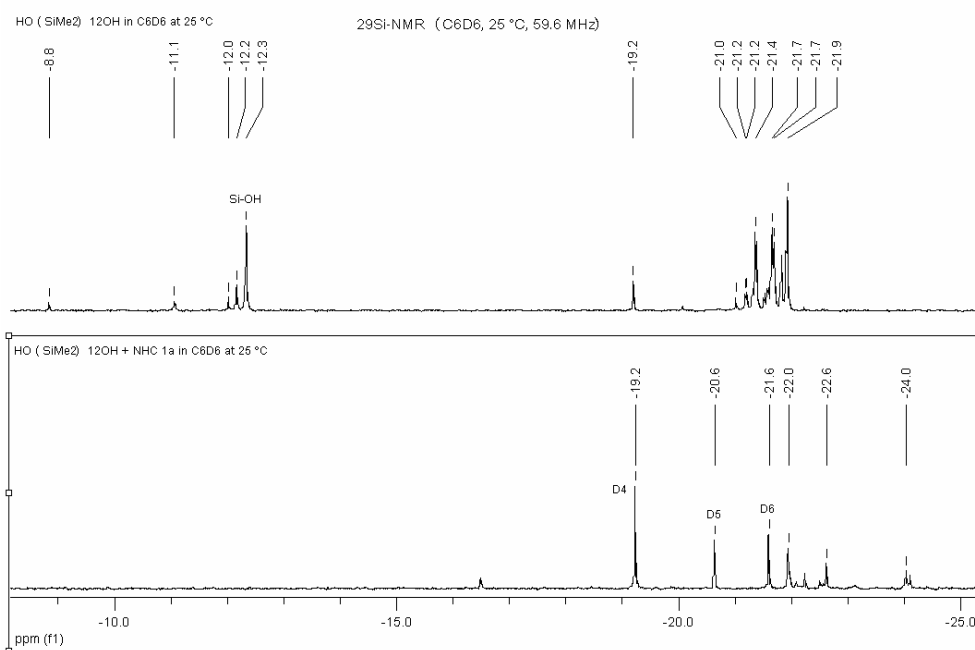 HO ( SiMe2) 12OH in C6D6 at 25 °C
29Si-NMR (C6D6, 25 °C, 59.6 MHz)
-8.8 -11.1 -12.0 -12.2 -12.3 -19.2 -21.0 -21.2 -21.2 -21.4 -21.7 -21.7 -21.9
Si-OH
HO ( SiMe2) 12OH + NHC 1a in C6D6 at 25 °C
-19.2 -20.6 -21.6 -22.0 -22.6 -24.0
D4 D5 D6
-10.0 -15.0 -20.0 -25.0
ppm (f1)